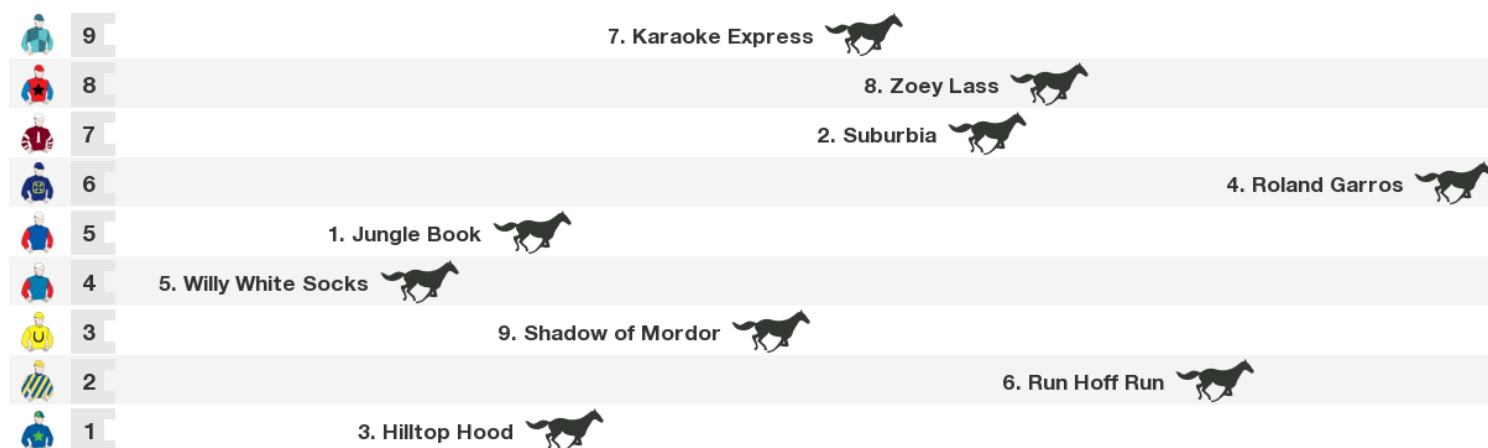 9 7. Karaoke Express
8 8. Zoey Lass
7 2. Suburbia
6 4. Roland Garros
5 1. Jungle Book
4 5. Willy White Socks
3 9. Shadow of Mordor
2 6. Run Hoff Run
1 3. Hilltop Hood